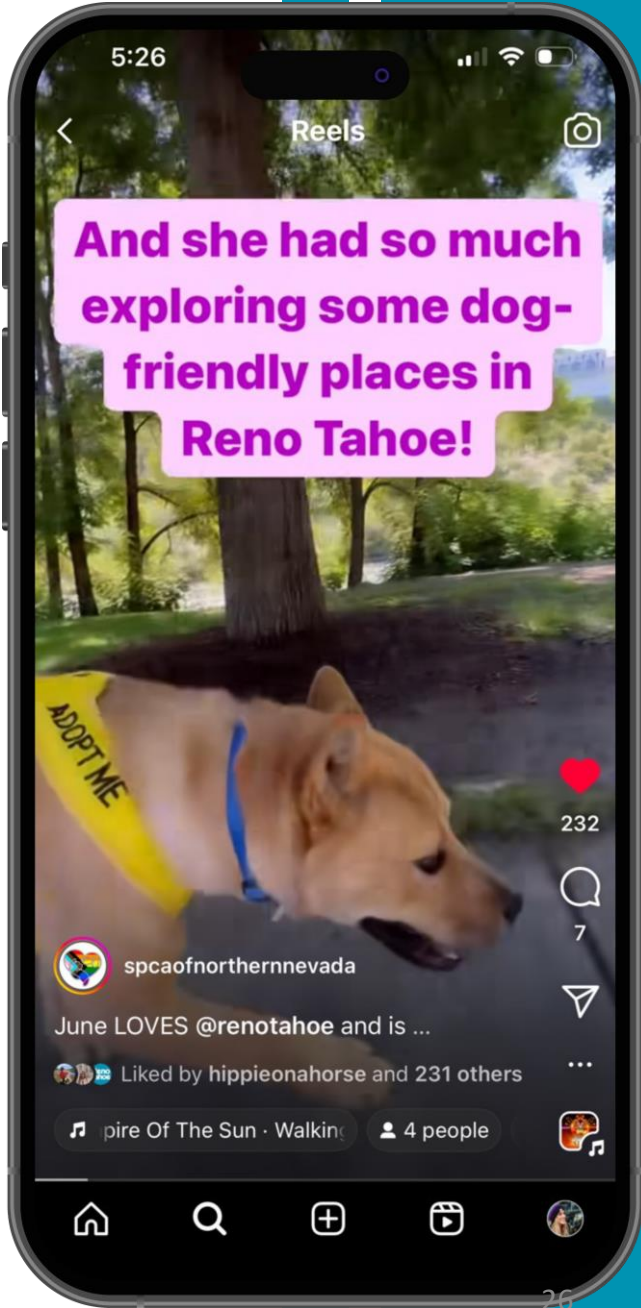 5:26
Reels
And she had so much
exploring some dog-
friendly places in
Reno Tahoe!
ADOPT ME
232
7
spcaofnorthernnevada
June LOVES @renotahoe and is ...
Liked by hippieonahorse and 231 others
pire Of The Sun · Walking
4 people
26